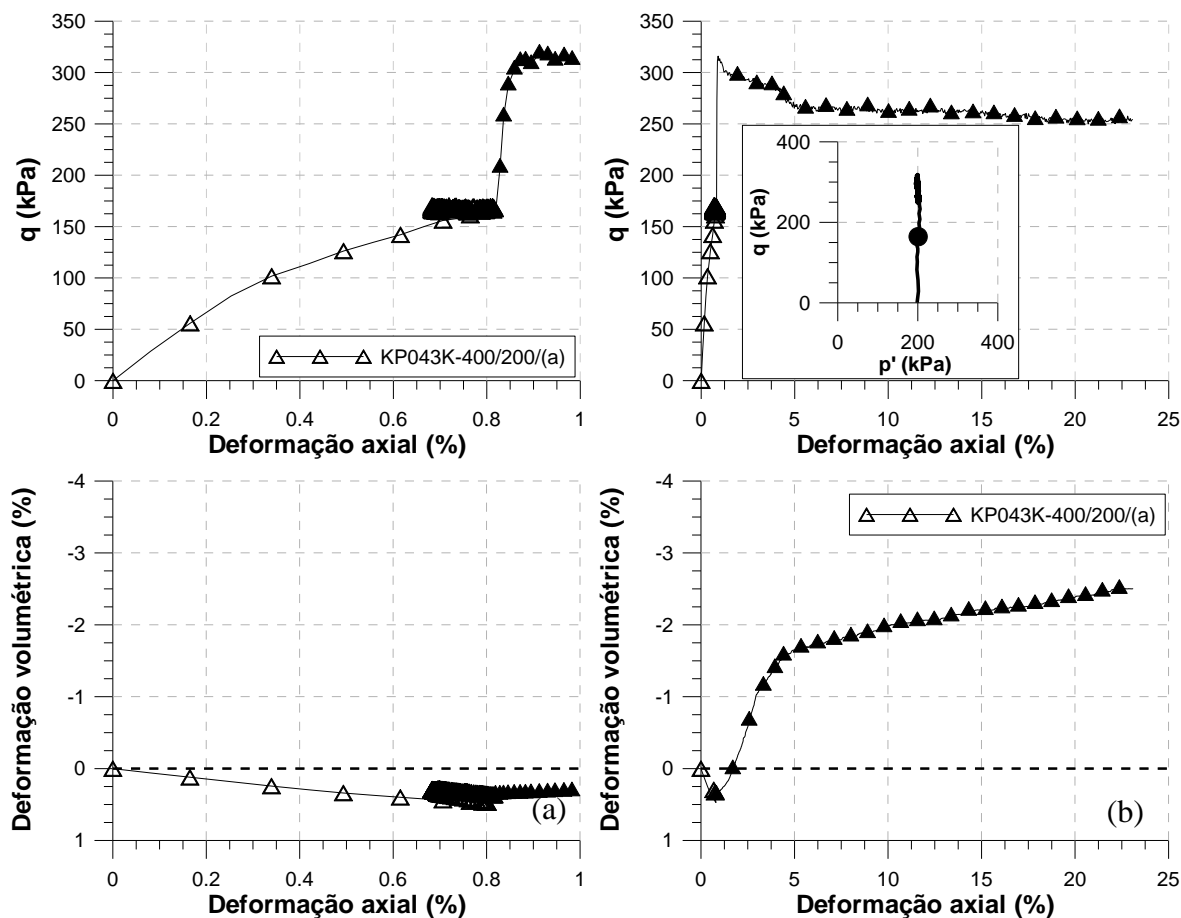 350
300
250
200
150
100
50
0
q (kPa)
0 0.2 0.4 0.6 0.8 1
Deformação axial (%)
KP043K-400/200/(a)
350
300
250
200
150
100
50
0
q (kPa)
0 5 10 15 20 25
Deformação axial (%)
400
200
0
q (kPa)
0 200 400
p' (kPa)
-4
-3
-2
-1
0
1
Deformação volumétrica (%)
0 0.2 0.4 0.6 0.8 1
Deformação axial (%)
(a)
-4
-3
-2
-1
0
1
Deformação volumétrica (%)
0 5 10 15 20 25
Deformação axial (%)
KP043K-400/200/(a)
(b)